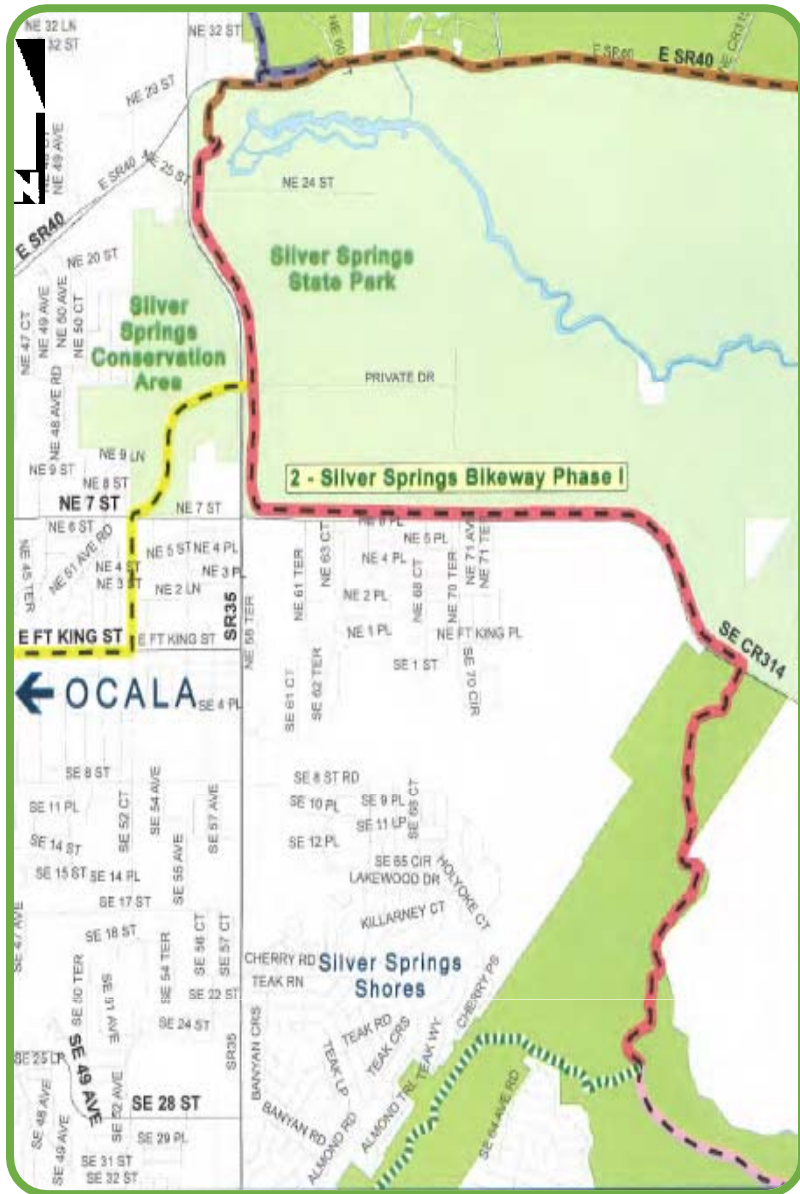 NE 32 LN
32 ST
NE 32 ST
NE 60 CT
E SR40
NE 29 ST
NE 49 AVE
E SR40
NE 25 ST
NE 24 ST
E SR40
NE 20 ST
Silver Springs
State Park
Silver
Springs
Conservation
Area
NE 47 CT
NE 49 AVE
NE 50 AVE
NE 50 CT
NE 48 AVE RD
PRIVATE DR
NE 9 LN
NE 9 ST
NE 8 ST
2 - Silver Springs Bikeway Phase I
NE 7 ST
NE 7 ST
NE 6 ST
NE 51 AVE RD
NE 45 TER
NE 5 ST
NE 4 PL
NE 4 ST
NE 3 ST
NE 3 PL
NE 2 LN
NE 5 PL
NE 4 PL
NE 61 TER
NE 63 CT
NE 68 CT
NE 70 TER
NE 71 AV
NE 71 TE
NE 2 PL
NE 1 PL
NE FT KING PL
SE 1 ST
SE 70 CIR
SE CR314
E FT KING ST
E FT KING ST
SR35
SE 61 CT
SE 62 TER
OCALA
SE 4 PL
SE 8 ST
SE 8 ST RD
SE 11 PL
SE 52 CT
SE 54 AVE
SE 57 AVE
SE 10 PL
SE 9 PL
SE 68 CT
SE 11 LP
SE 12 PL
SE 14 ST
SE 55 AVE
SE 65 CIR
LAKEWOOD DR
HOLYOKE CT
SE 15 ST
SE 14 PL
SE 17 ST
KILLARNEY CT
SE 47 AVE
SE 18 ST
SE 54 TER
SE 56 CT
SE 57 CT
CHERRY RD
TEAK RN
Silver Springs
Shores
SE 50 TER
SE 51 AVE
SE 22 ST
SE 24 ST
SR35
BANYAN CRS
TEAK RD
TEAK CRS
TEAK LP
TEAK WY
CHERRY PS
SE 25 LP
SE 49 AVE
SE 48 AVE
SE 49 AVE
SE 52 AVE
SE 28 ST
SE 29 PL
SE 31 ST
SE 32 ST
BANYAN RD
ALMOND RD
ALMOND TRL
SE 64 AVE RD